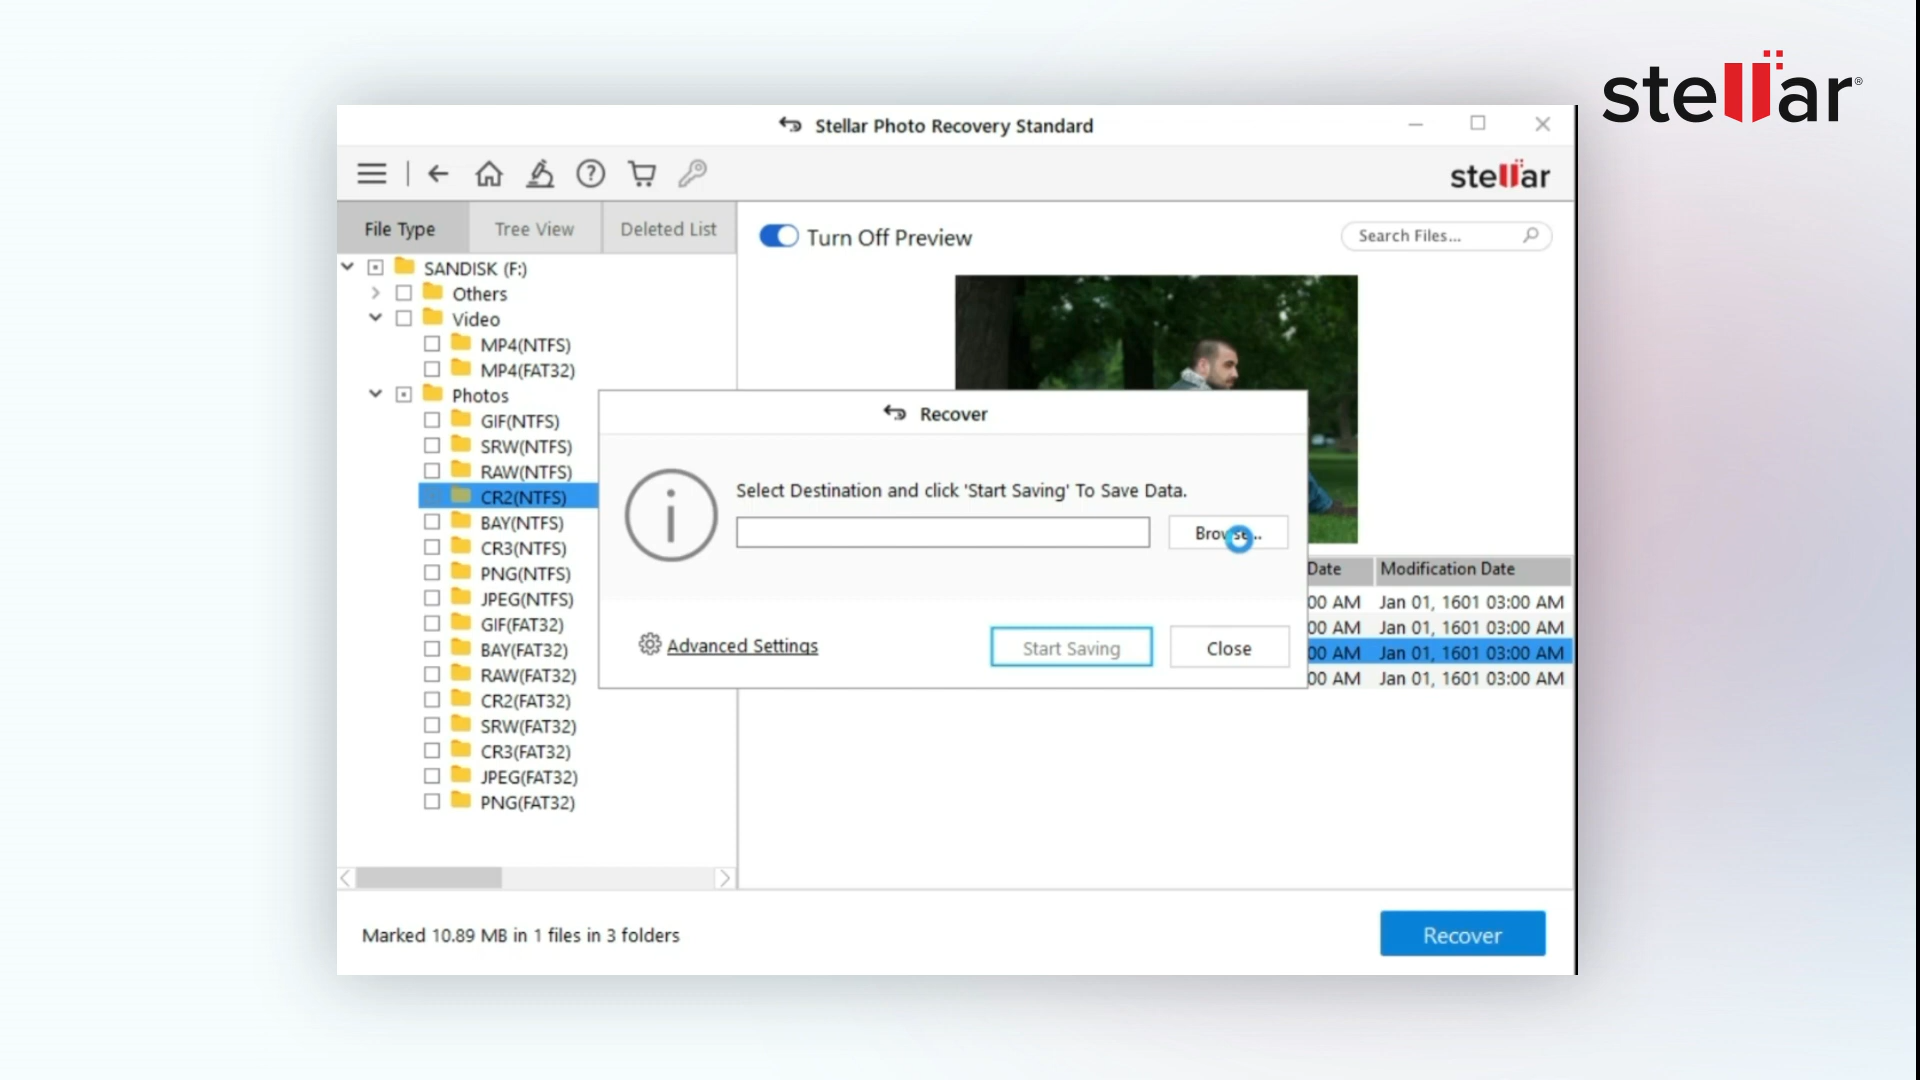 stellar®
Stellar Photo Recovery Standard
stellar
File Type
Tree View
Deleted List
Turn Off Preview
Search Files...
SANDISK (F:)
Others
Video
MP4(NTFS)
MP4(FAT32)
Photos
GIF(NTFS)
SRW(NTFS)
RAW(NTFS)
CR2(NTFS)
BAY(NTFS)
CR3(NTFS)
PNG(NTFS)
JPEG(NTFS)
GIF(FAT32)
BAY(FAT32)
RAW(FAT32)
CR2(FAT32)
SRW(FAT32)
CR3(FAT32)
JPEG(FAT32)
PNG(FAT32)
Recover
Select Destination and click 'Start Saving' To Save Data.
Browse...
Advanced Settings
Start Saving
Close
Date Modification Date
00 AM Jan 01, 1601 03:00 AM
00 AM Jan 01, 1601 03:00 AM
00 AM Jan 01, 1601 03:00 AM
00 AM Jan 01, 1601 03:00 AM
Marked 10.89 MB in 1 files in 3 folders
Recover